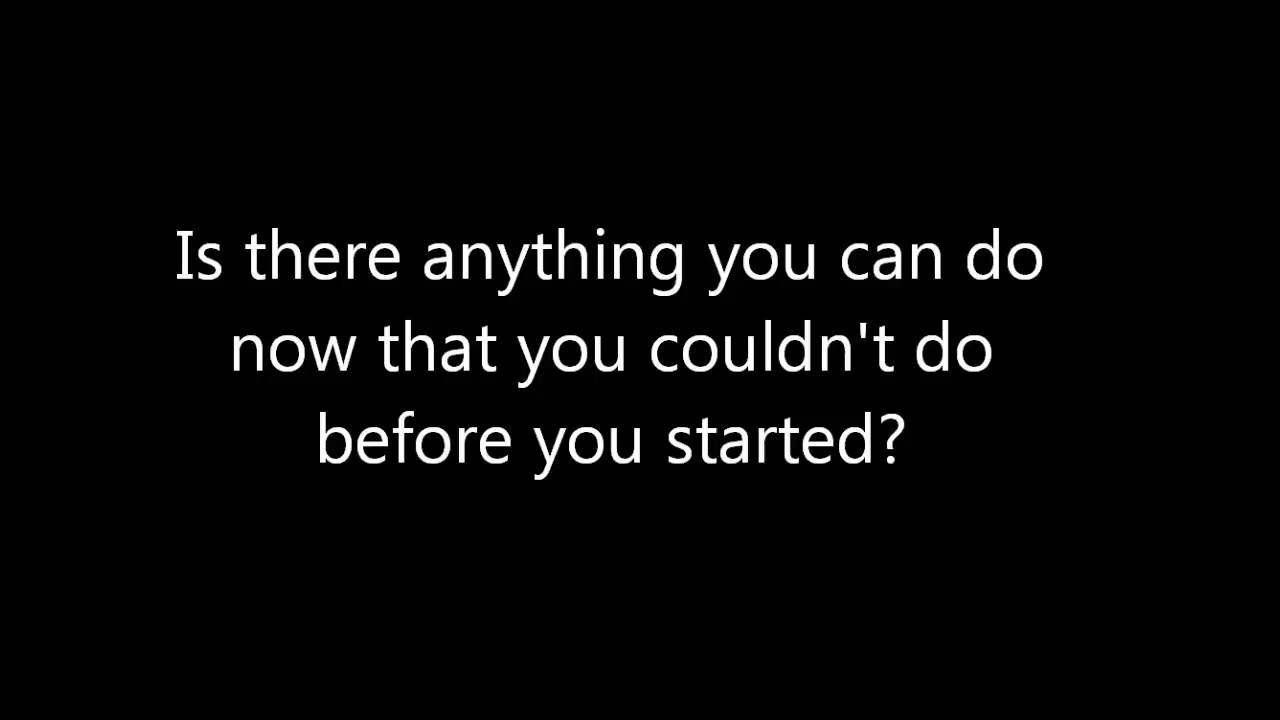 Is there anything you can do
now that you couldn't do
before you started?